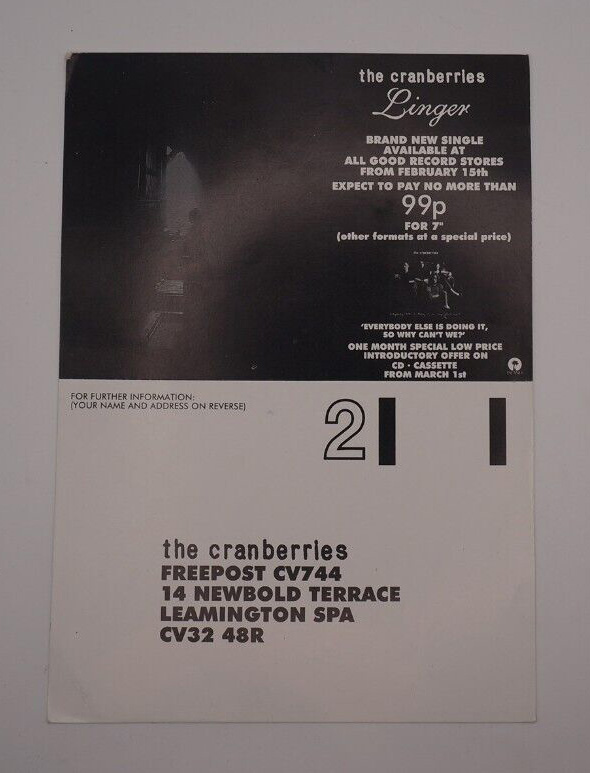 the cranberries
Linger
BRAND NEW SINGLE
AVAILABLE AT
ALL GOOD RECORD STORES
FROM FEBRUARY 15th
EXPECT TO PAY NO MORE THAN
99p
FOR 7"
(other formats at a special price)
the cranberries
'EVERYBODY ELSE IS DOING IT,
SO WHY CAN'T WE?'
ONE MONTH SPECIAL LOW PRICE
INTRODUCTORY OFFER ON
CD · CASSETTE
FROM MARCH 1st
FOR FURTHER INFORMATION:
(YOUR NAME AND ADDRESS ON REVERSE)
2
the cranberries
FREEPOST CV744
14 NEWBOLD TERRACE
LEAMINGTON SPA
CV32 48R